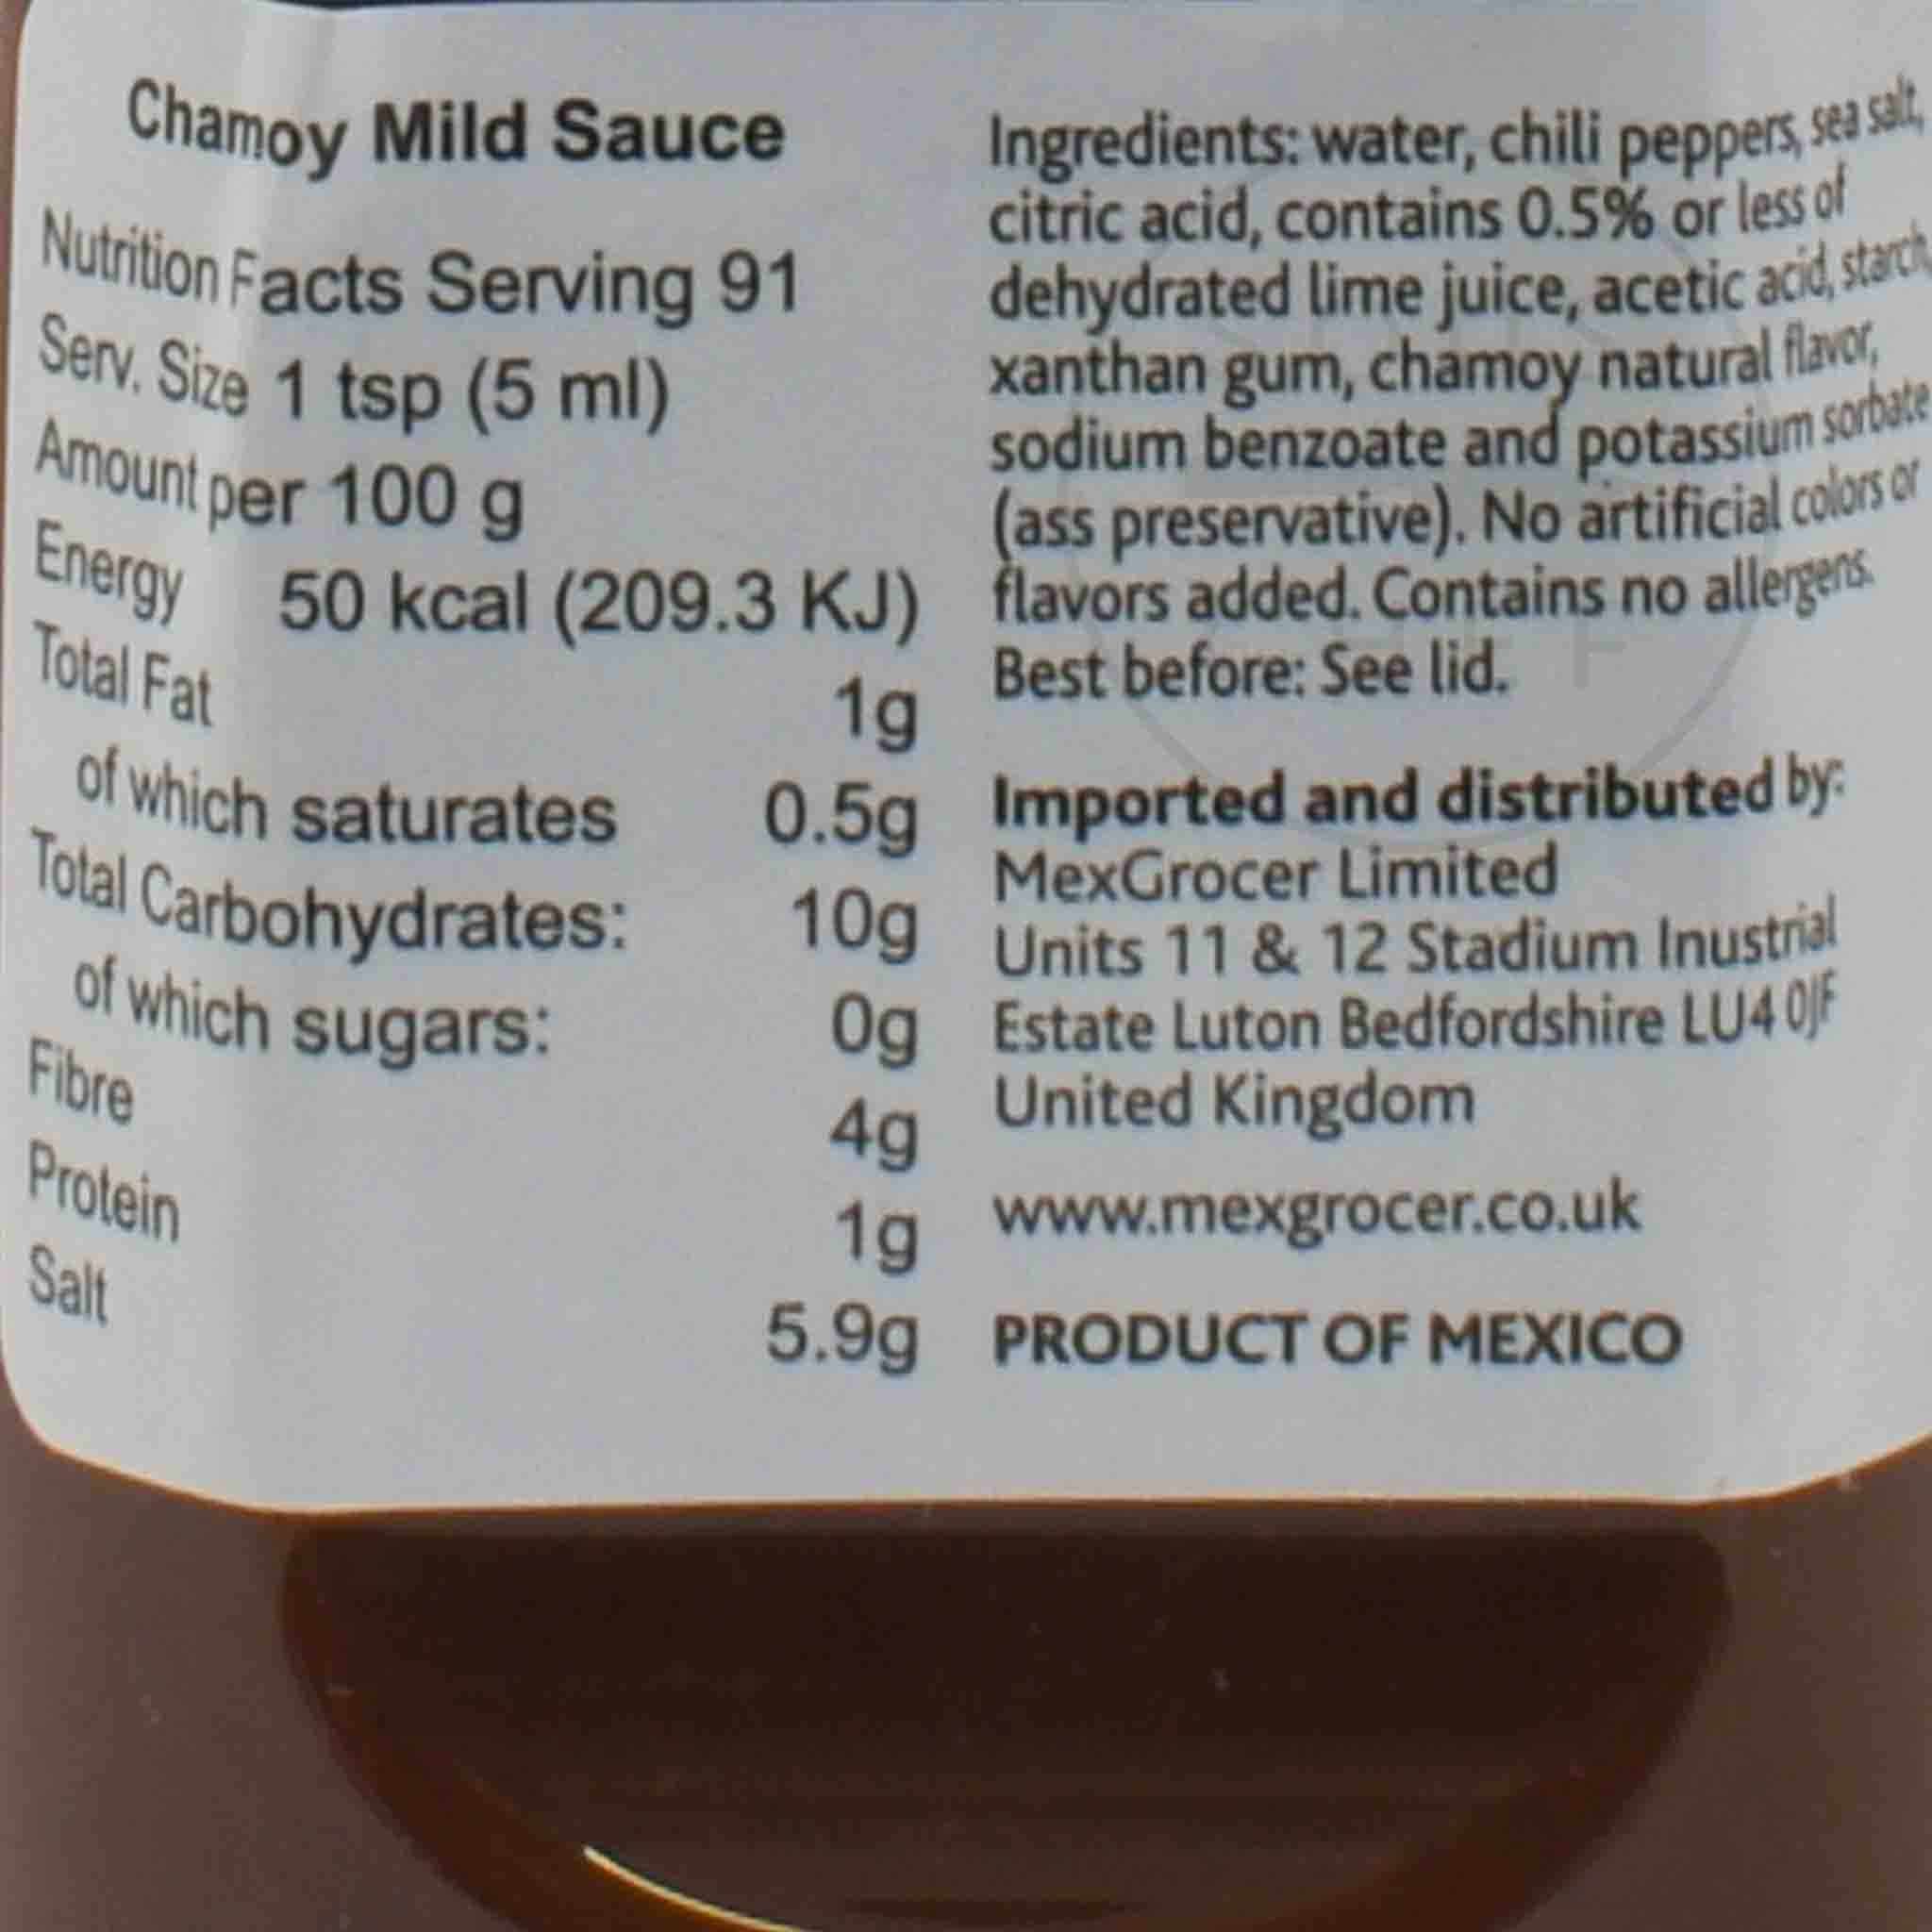 Chamoy Mild Sauce
Nutrition Facts Serving 91
Serv. Size 1 tsp (5 ml)
Amount per 100 g
Energy 50 kcal (209.3 KJ)
Total Fat 1g
of which saturates 0.5g
Total Carbohydrates: 10g
of which sugars: 0g
Fibre 4g
Protein 1g
Salt 5.9g
Ingredients: water, chili peppers, sea salt,
citric acid, contains 0.5% or less of
dehydrated lime juice, acetic acid, starch,
xanthan gum, chamoy natural flavor,
sodium benzoate and potassium sorbate
(ass preservative). No artificial colors or
flavors added. Contains no allergens.
Best before: See lid.
Imported and distributed by:
MexGrocer Limited
Units 11 & 12 Stadium Inustrial
Estate Luton Bedfordshire LU4 0JF
United Kingdom
www.mexgrocer.co.uk
PRODUCT OF MEXICO